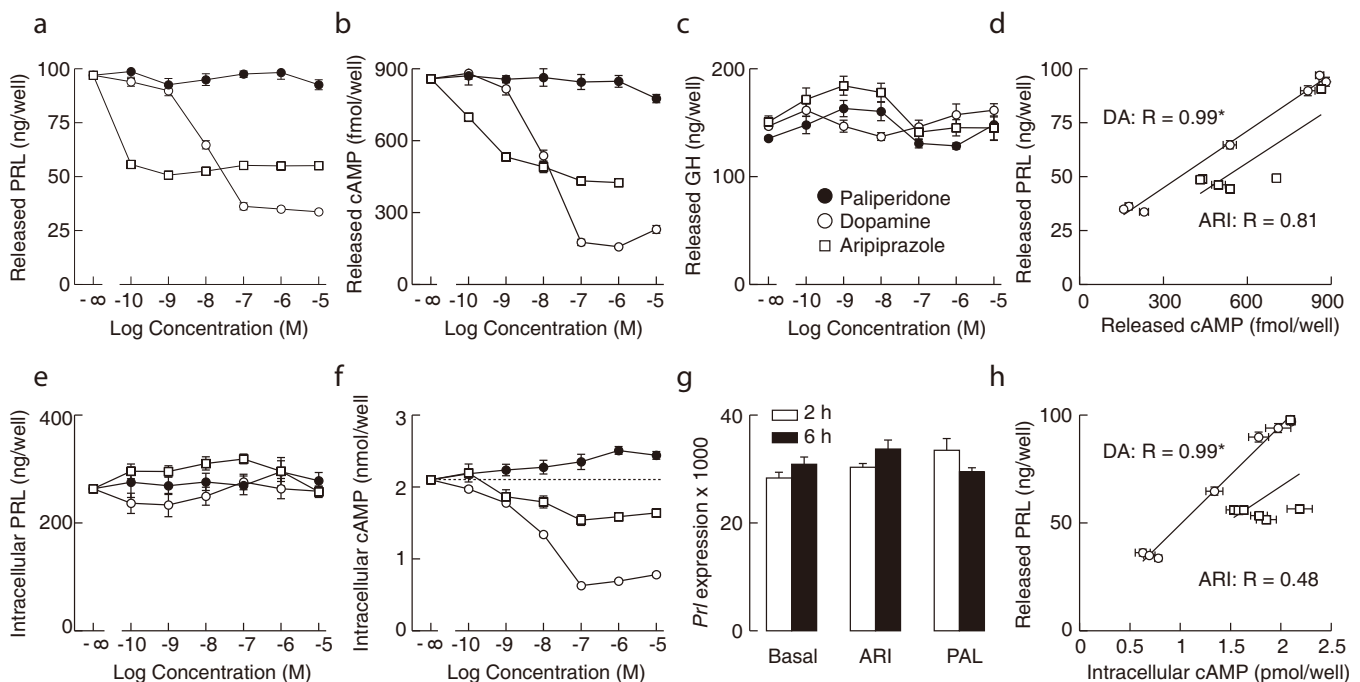 a
Released PRL (ng/well)
100
75
50
25
0
- ∞
-10
-9
-8
-7
-6
-5
Log Concentration (M)
b
Released cAMP (fmol/well)
900
600
300
0
- ∞
-10
-9
-8
-7
-6
-5
Log Concentration (M)
c
Released GH (ng/well)
200
150
100
0
Paliperidone
Dopamine
Aripiprazole
- ∞
-10
-9
-8
-7
-6
-5
Log Concentration (M)
d
Released PRL (ng/well)
100
75
50
25
0
DA: R = 0.99*
ARI: R = 0.81
0
300
600
900
Released cAMP (fmol/well)
e
Intracellular PRL (ng/well)
400
200
0
- ∞
-10
-9
-8
-7
-6
-5
Log Concentration (M)
f
Intracellular cAMP (nmol/well
3
2
1
0
- ∞
-10
-9
-8
-7
-6
-5
Log Concentration (M)
g
Prl expression x 1000
40
20
0
2 h
6 h
Basal
ARI
PAL
h
Released PRL (ng/well)
100
50
0
DA: R = 0.99*
ARI: R = 0.48
0
0.5
1
1.5
2
2.5
Intracellular cAMP (pmol/well)